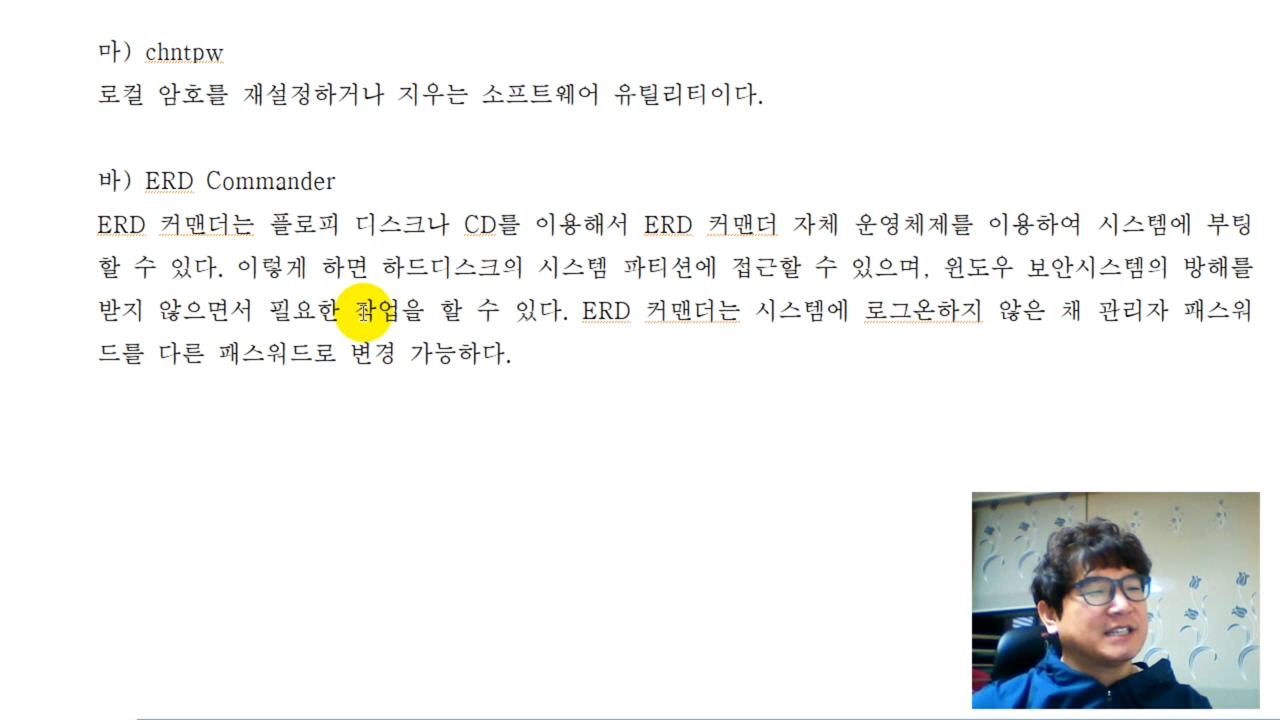 마) chntpw
로컬 암호를 재설정하거나 지우는 소프트웨어 유틸리티이다.
바) ERD Commander
ERD 커맨더는 플로피 디스크나 CD를 이용해서 ERD 커맨더 자체 운영체제를 이용하여 시스템에 부팅
할 수 있다. 이렇게 하면 하드디스크의 시스템 파티션에 접근할 수 있으며, 윈도우 보안시스템의 방해를
받지 않으면서 필요한 작업을 할 수 있다. ERD 커맨더는 시스템에 로그온하지 않은 채 관리자 패스워
드를 다른 패스워드로 변경 가능하다.